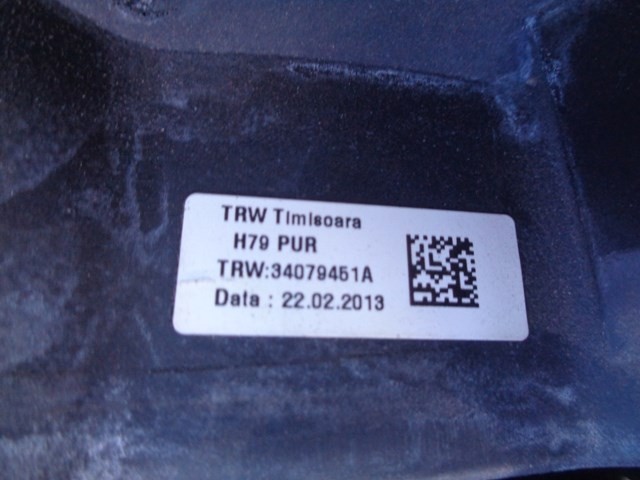 TRW Timisoara
H79 PUR
TRW:34079451A
Data : 22.02.2013